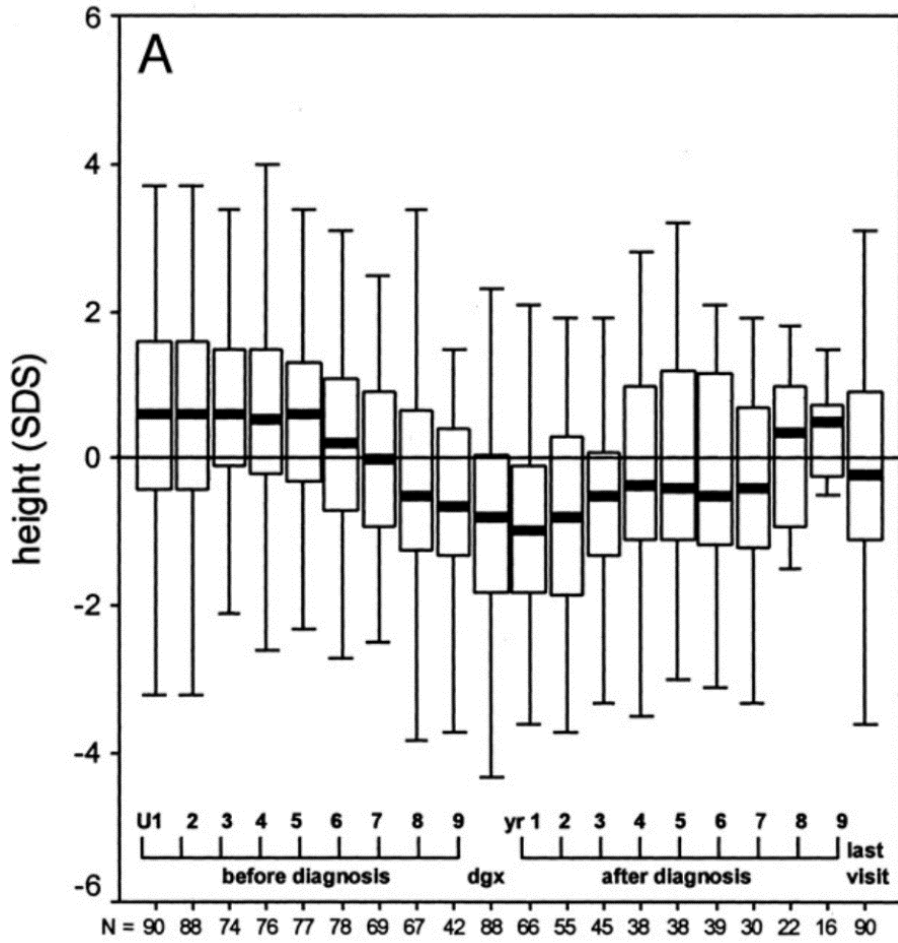 6
A
4
2
0
-2
-4
-6
height (SDS)
U1 2 3 4 5 6 7 8 9 yr 1 2 3 4 5 6 7 8 9
last
before diagnosis dgx after diagnosis visit
N = 90 88 74 76 77 78 69 67 42 88 66 55 45 38 38 39 30 22 16 90